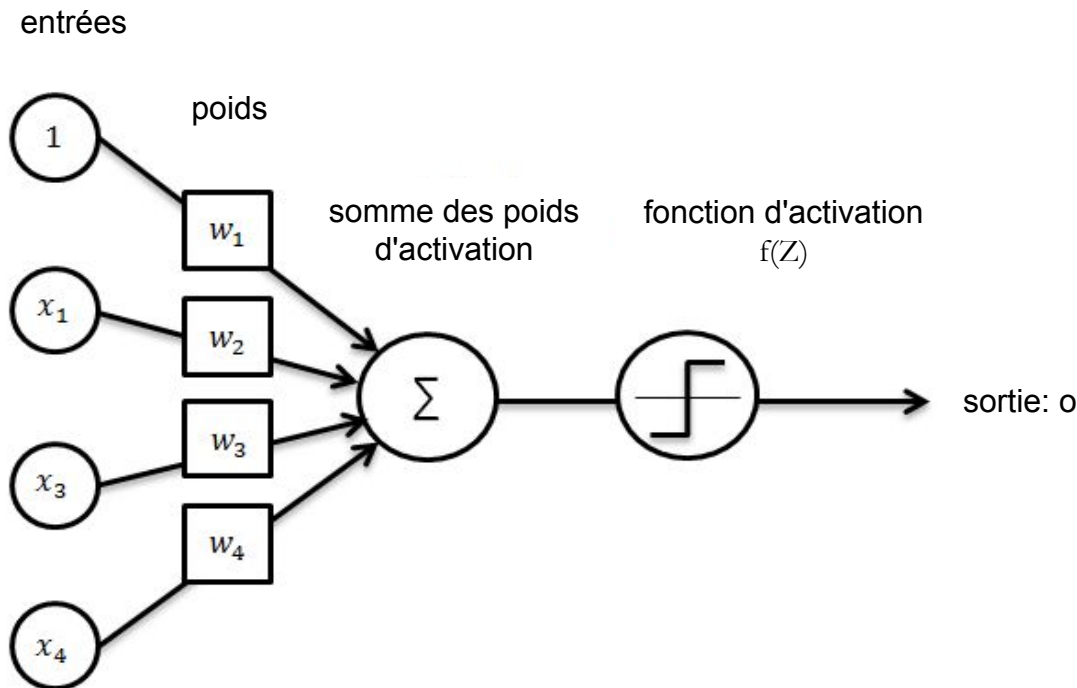 entrées
poids
1
w₁
somme des poids
d'activation
fonction d'activation
f(Z)
x₁
w₂
Σ
sortie: o
w₃
x₃
w₄
x₄